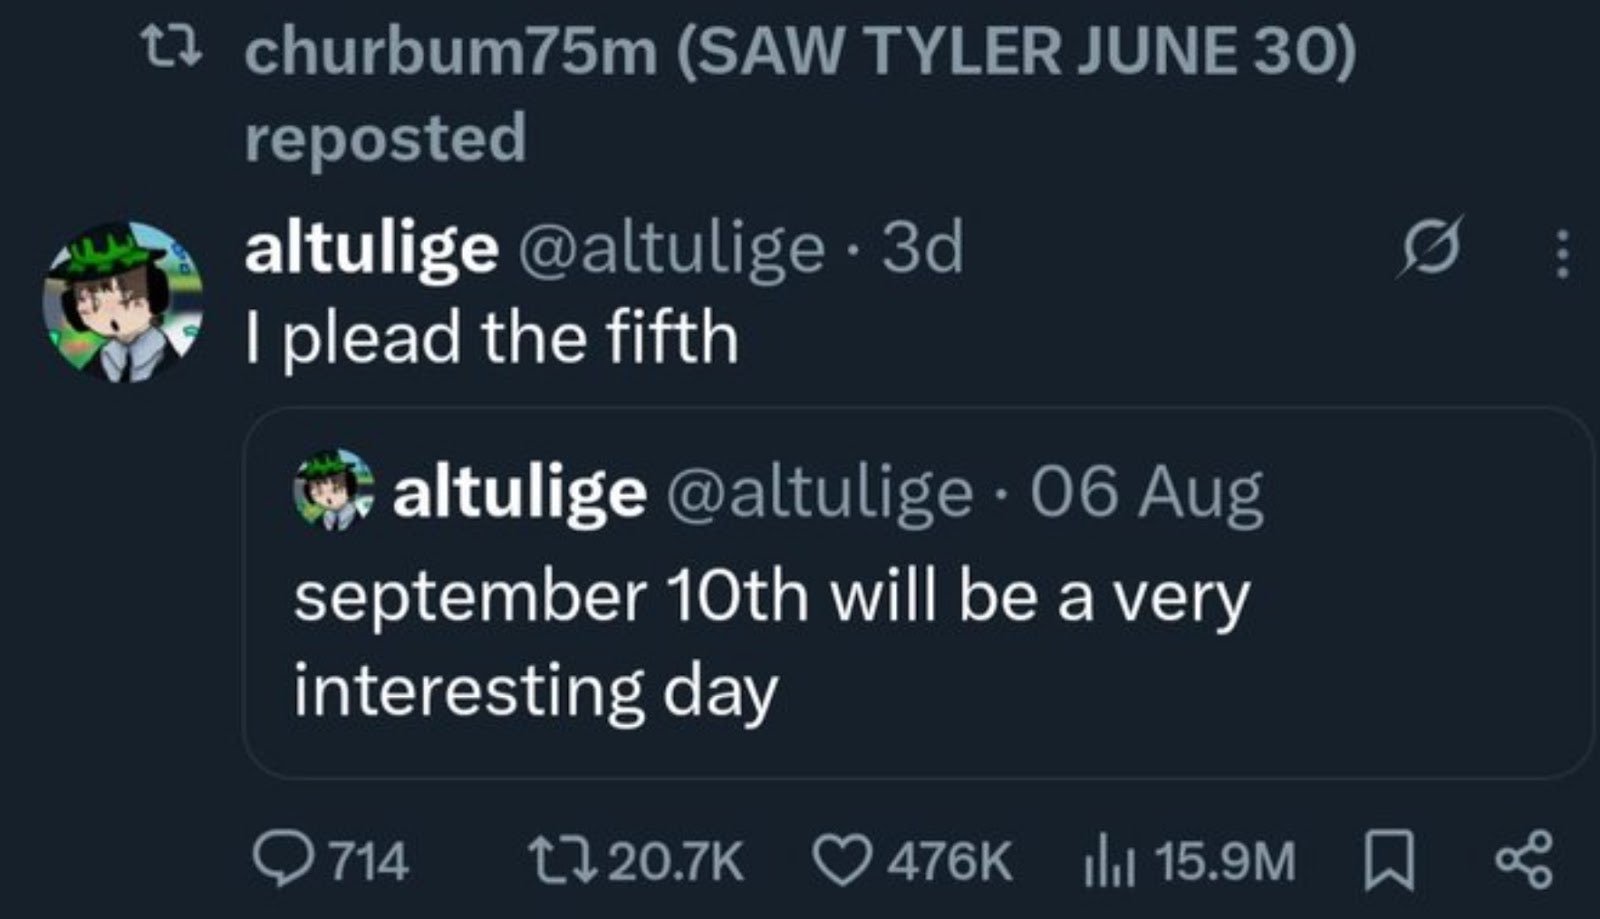 churbum75m (SAW TYLER JUNE 30)
reposted
altulige @altulige · 3d
I plead the fifth
altulige @altulige · 06 Aug
september 10th will be a very
interesting day
714 20.7K 476K 15.9M